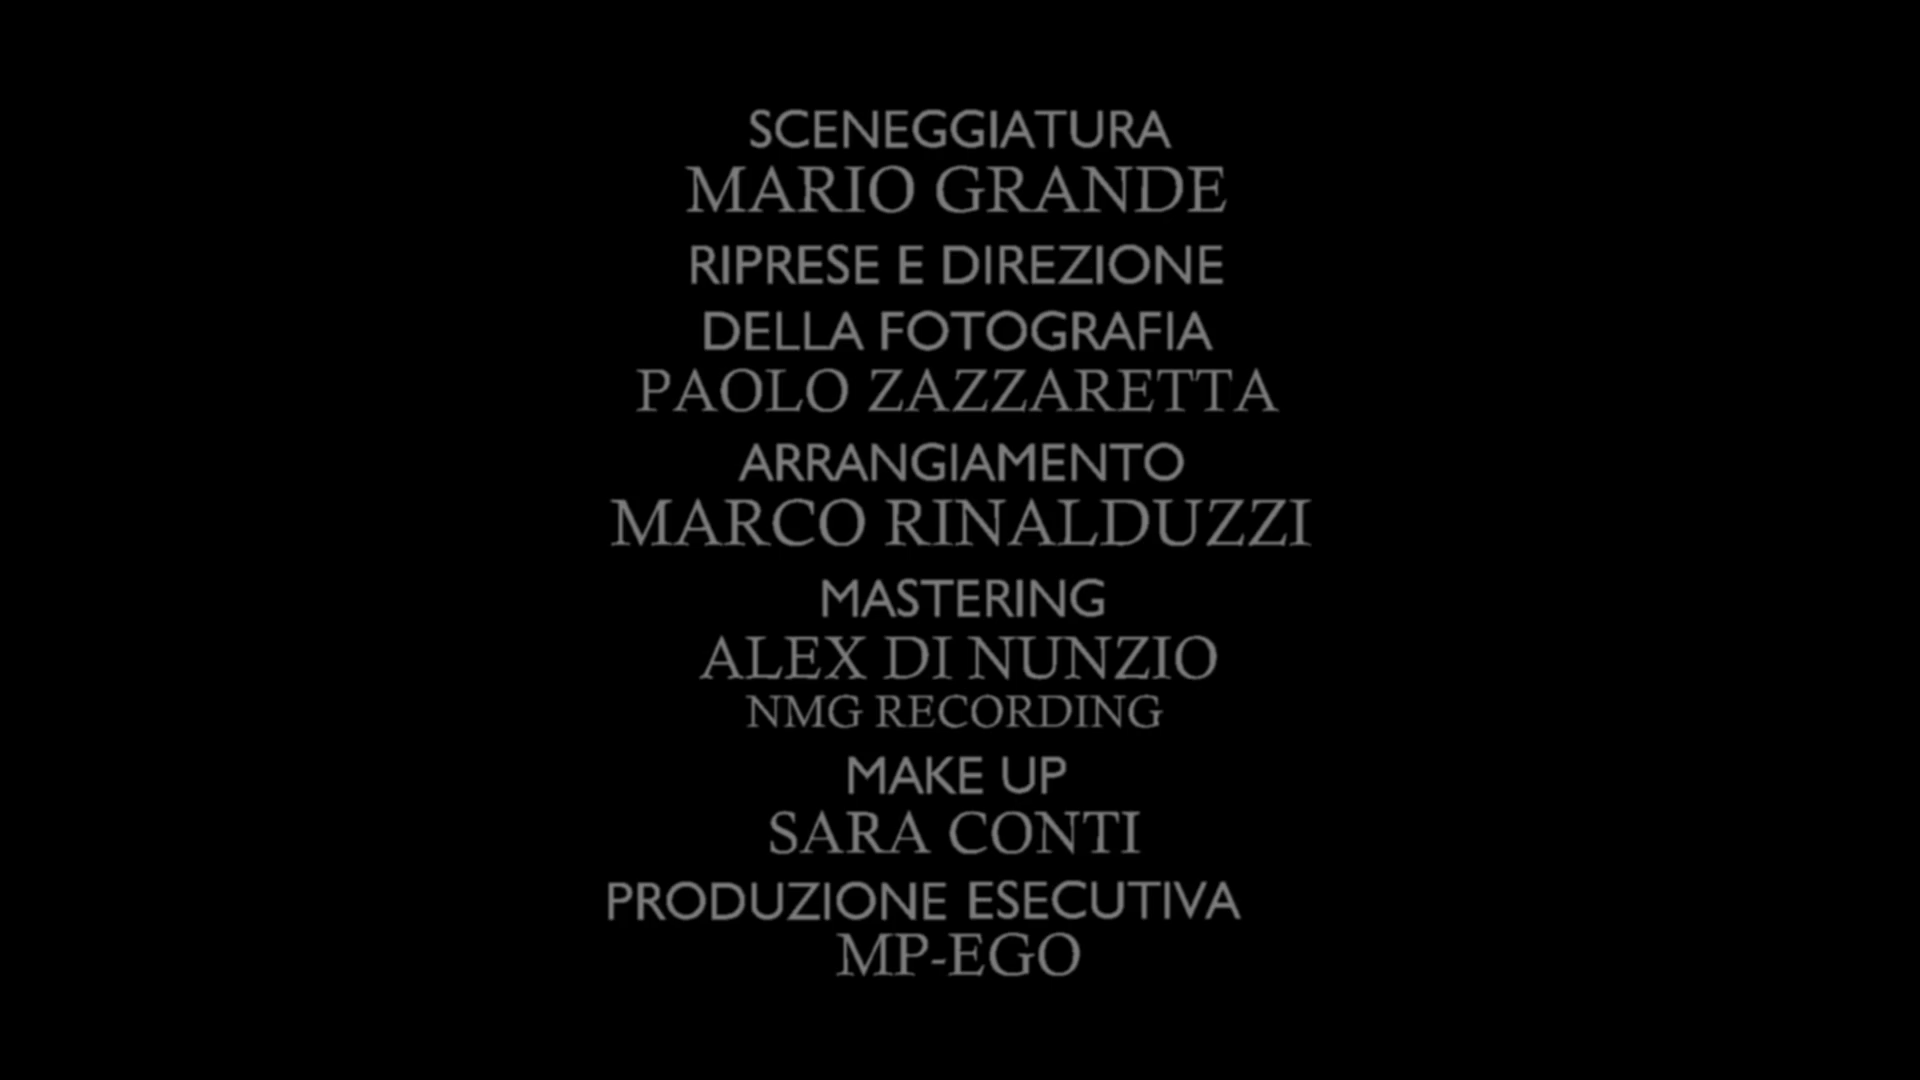 SCENEGGIATURA
MARIO GRANDE
RIPRESE E DIREZIONE
DELLA FOTOGRAFIA
PAOLO ZAZZARETTA
ARRANGIAMENTO
MARCO RINALDUZZI
MASTERING
ALEX DI NUNZIO
NMG RECORDING
MAKE UP
SARA CONTI
PRODUZIONE ESECUTIVA
MP-EGO